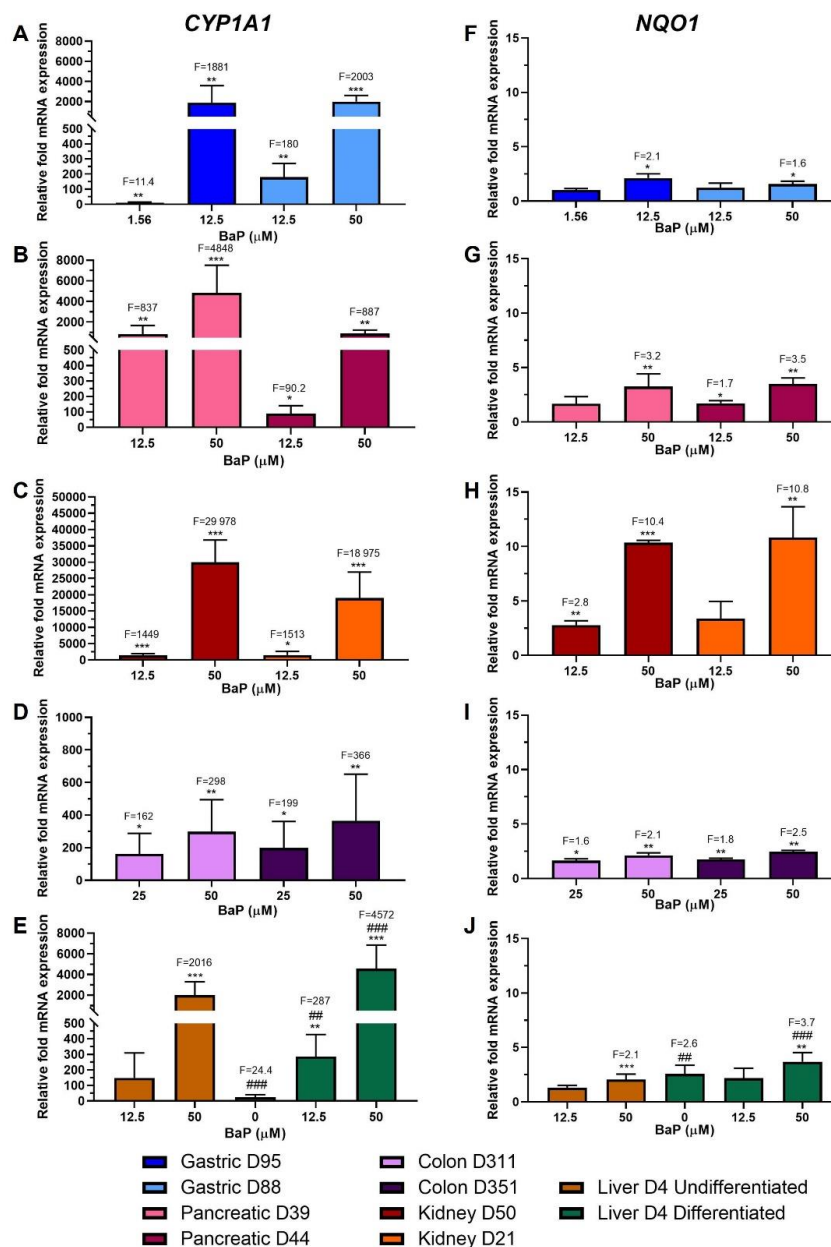 CYP1A1
NQO1
A
Relative fold mRNA expression
8000
6000
4000
2000
500
400
300
200
100
0
F=11.4
**
F=1881
**
F=180
**
F=2003
***
1.56 12.5 12.5 50
BaP (μM)
F
Relative fold mRNA expression
15
10
5
0
F=2.1
*
F=1.6
*
1.56 12.5 12.5 50
BaP (μM)
B
Relative fold mRNA expression
8000
6000
4000
2000
500
400
300
200
100
0
F=837
**
F=4848
***
F=90.2
*
F=887
**
12.5 50 12.5 50
BaP (μM)
G
Relative fold mRNA expression
15
10
5
0
F=3.2
**
F=1.7
*
F=3.5
**
12.5 50 12.5 50
BaP (μM)
C
Relative fold mRNA expression
50000
45000
40000
35000
30000
25000
20000
15000
10000
5000
0
F=1449
***
F=29 978
***
F=1513
*
F=18 975
***
12.5 50 12.5 50
BaP (μM)
H
Relative fold mRNA expression
15
10
5
0
F=2.8
**
F=10.4
***
F=10.8
**
12.5 50 12.5 50
BaP (μM)
D
Relative fold mRNA expression
1000
800
600
400
200
0
F=162
*
F=298
**
F=199
*
F=366
**
25 50 25 50
BaP (μM)
I
Relative fold mRNA expression
15
10
5
0
F=1.6
*
F=2.1
**
F=1.8
**
F=2.5
**
25 50 25 50
BaP (μM)
E
Relative fold mRNA expression
8000
6000
4000
2000
500
400
300
200
100
0
F=2016
***
F=24.4
###
F=287
##
**
F=4572
###
***
12.5 50 0 12.5 50
BaP (μM)
J
Relative fold mRNA expression
15
10
5
0
F=2.1
***
F=2.6
##
F=3.7
###
**
12.5 50 0 12.5 50
BaP (μM)
Gastric D95
Gastric D88
Pancreatic D39
Pancreatic D44
Colon D311
Colon D351
Kidney D50
Kidney D21
Liver D4 Undifferentiated
Liver D4 Differentiated